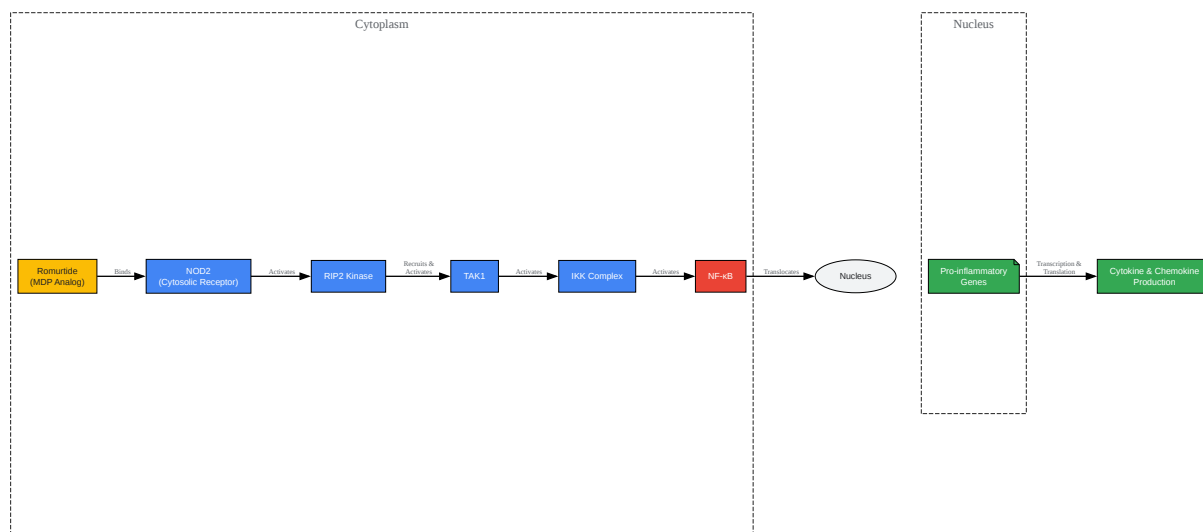 Cytoplasm
Nucleus
Romurtide
(MDP Analog)
Binds
NOD2
(Cytosolic Receptor)
Activates
RIP2 Kinase
Recruits &
Activates
TAK1
Activates
IKK Complex
Activates
NF-κB
Translocates
Nucleus
Pro-inflammatory
Genes
Transcription &
Translation
Cytokine & Chemokine
Production